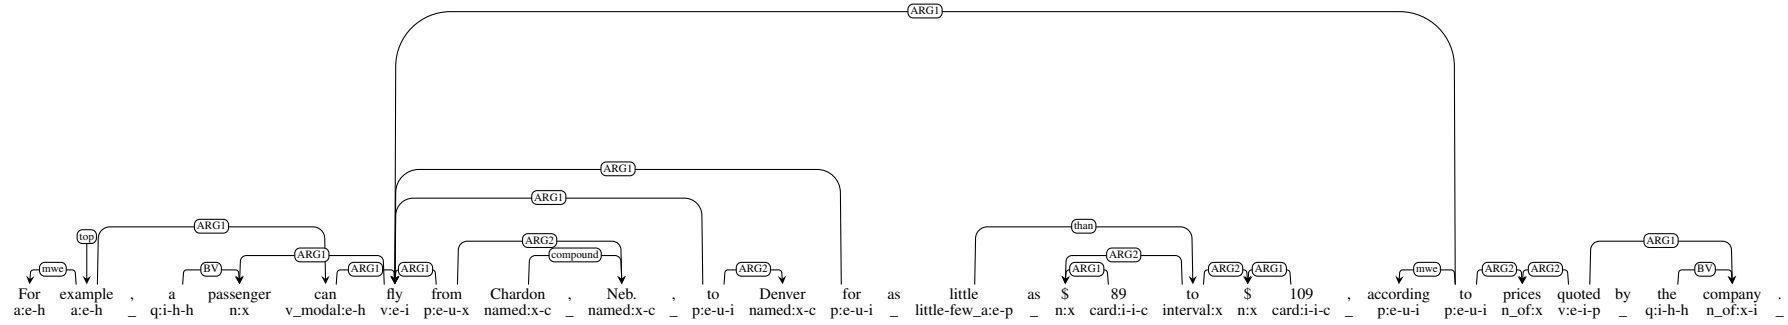 ARG1
ARG1
ARG1
top ARG1 than ARG1
ARG2
ARG1 compound ARG2
mwe BV ARG1 ARG1 ARG2 ARG1 ARG2 ARG1 mwe ARG2 ARG2 BV
For example , a passenger can fly from Chardon , Neb. , to Denver for as little as $ 89 to $ 109 , according to prices quoted by the company .
a:e-h a:e-h _ q:i-h-h n:x v_modal:e-h v:e-i p:e-u-x named:x-c _ named:x-c _ p:e-u-i named:x-c p:e-u-i _ little-few_a:e-p _ n:x card:i-i-c interval:x n:x card:i-i-c _ p:e-u-i p:e-u-i n_of:x v:e-i-p _ q:i-h-h n_of:x-i _